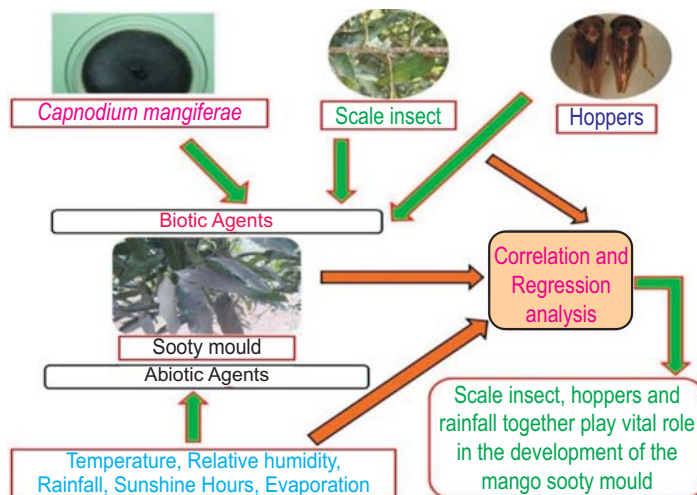 Capnodium mangiferae
Scale insect
Hoppers
Biotic Agents
Correlation and
Regression
analysis
Sooty mould
Abiotic Agents
Temperature, Relative humidity,
Rainfall, Sunshine Hours, Evaporation
Scale insect, hoppers and
rainfall together play vital role
in the development of the
mango sooty mould